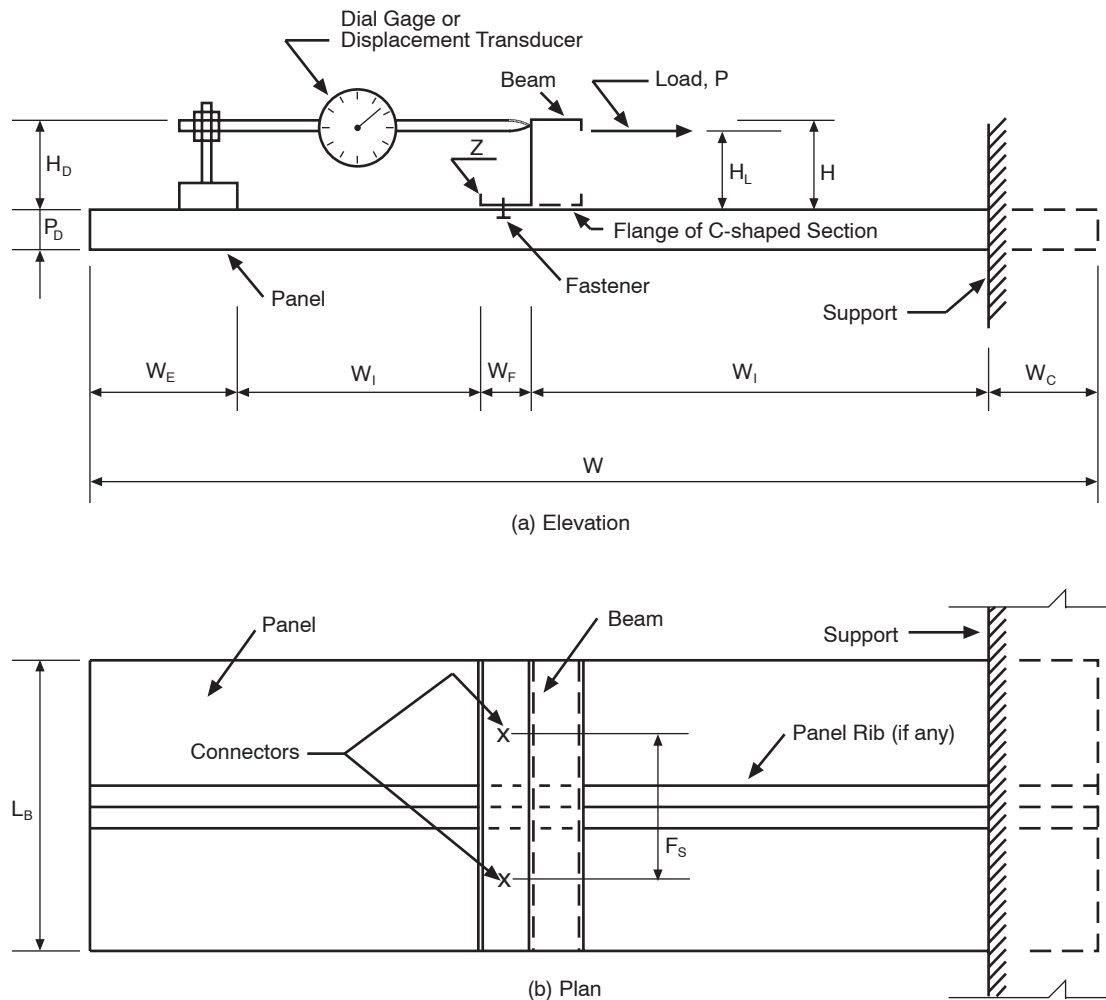 Dial Gage or
Displacement Transducer
Beam
Load, P
Z
H_D
H_L
H
P_D
Flange of C-shaped Section
Fastener
Panel
Support
W_E
W_I
W_F
W_I
W_C
W
(a) Elevation
Panel
Beam
Support
x
Connectors
Panel Rib (if any)
L_B
F_S
x
(b) Plan